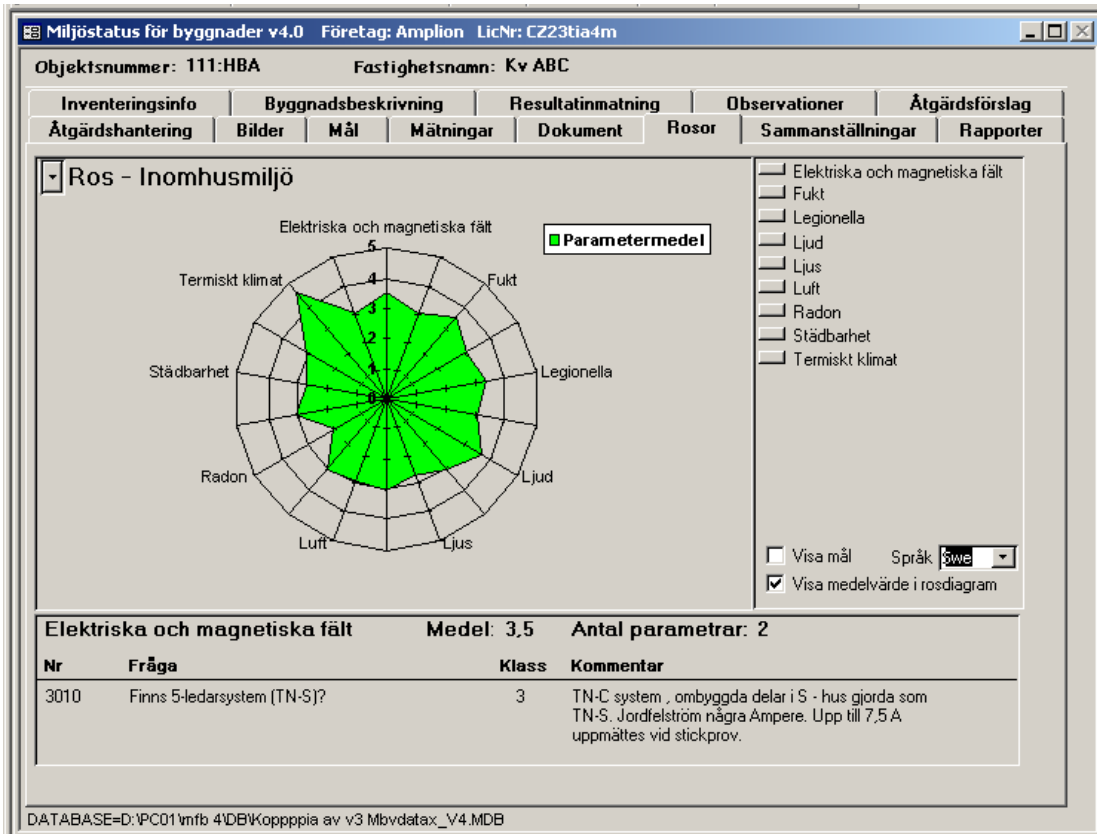 Miljöstatus för byggnader v4.0 Företag: Amplion LicNr: CZ23tia4m
Objektsnummer: 111:HBA Fastighetsnamn: Kv ABC
Inventeringsinfo Byggnadsbeskrivning Resultatinmatning Observationer Åtgärdsförslag
Åtgärdshantering Bilder Mål Mätningar Dokument Rosor Sammanställningar Rapporter
Ros - Inomhusmiljö
Elektriska och magnetiska fält
Parametermedel
Fukt
Legionella
Ljud
Ljus
Luft
Radon
Städbarhet
Termiskt klimat
5
4
3
2
1
0
Elektriska och magnetiska fält
Fukt
Legionella
Ljud
Ljus
Luft
Radon
Städbarhet
Termiskt klimat
Visa mål Språk Swe
Visa medelvärde i rosdiagram
Elektriska och magnetiska fält Medel: 3,5 Antal parametrar: 2
Nr Fråga Klass Kommentar
3010 Finns 5-ledarsystem (TN-S)? 3 TN-C system , ombyggda delar i S - hus gjorda som
TN-S. Jordfelström några Ampere. Upp till 7,5 A
uppmättes vid stickprov.
DATABASE=D:\PC01\mfb 4\DB\Koppppia av v3 Mbvdatax_V4.MDB